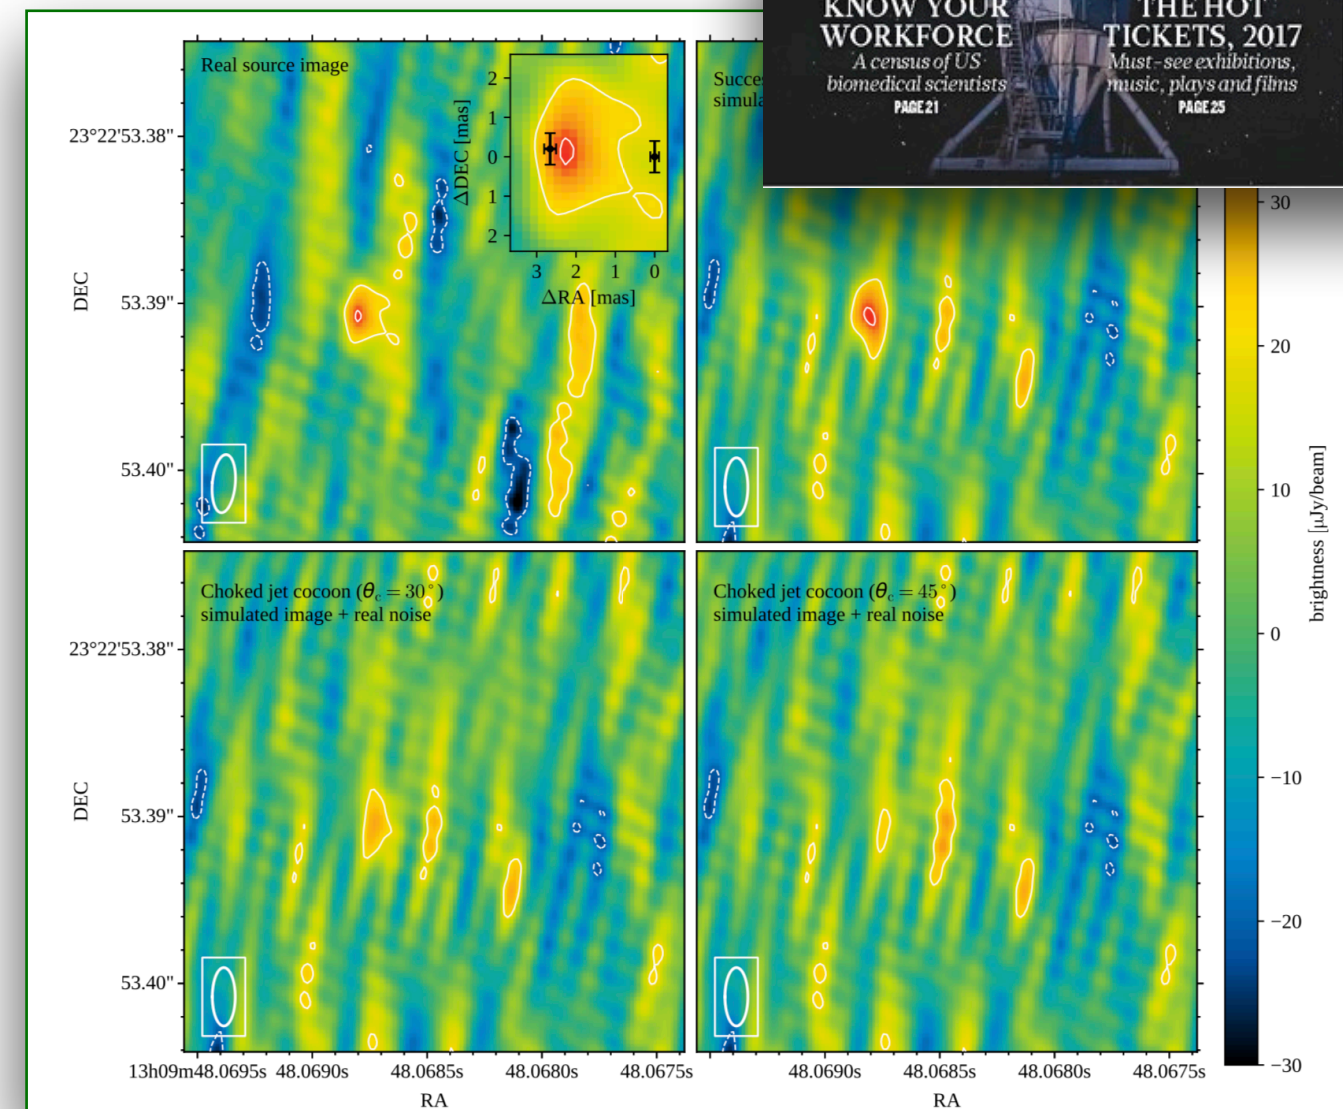 KNOW YOUR
WORKFORCE
A census of US
biomedical scientists
PAGE 21
THE HOT
TICKETS, 2017
Must-see exhibitions,
music, plays and films
PAGE 25
Real source image
2
1
0
1
2
ΔDEC [mas]
3 2 1 0
ΔRA [mas]
23°22'53.38"
53.39"
53.40"
DEC
Choked jet cocoon (θc = 30°)
simulated image + real noise
Choked jet cocoon (θc = 45°)
simulated image + real noise
23°22'53.38"
53.39"
53.40"
DEC
13h09m48.0695s 48.0690s 48.0685s 48.0680s 48.0675s
RA
48.0690s 48.0685s 48.0680s 48.0675s
RA
30
20
10
0
−10
−20
−30
brightness [μJy/beam]